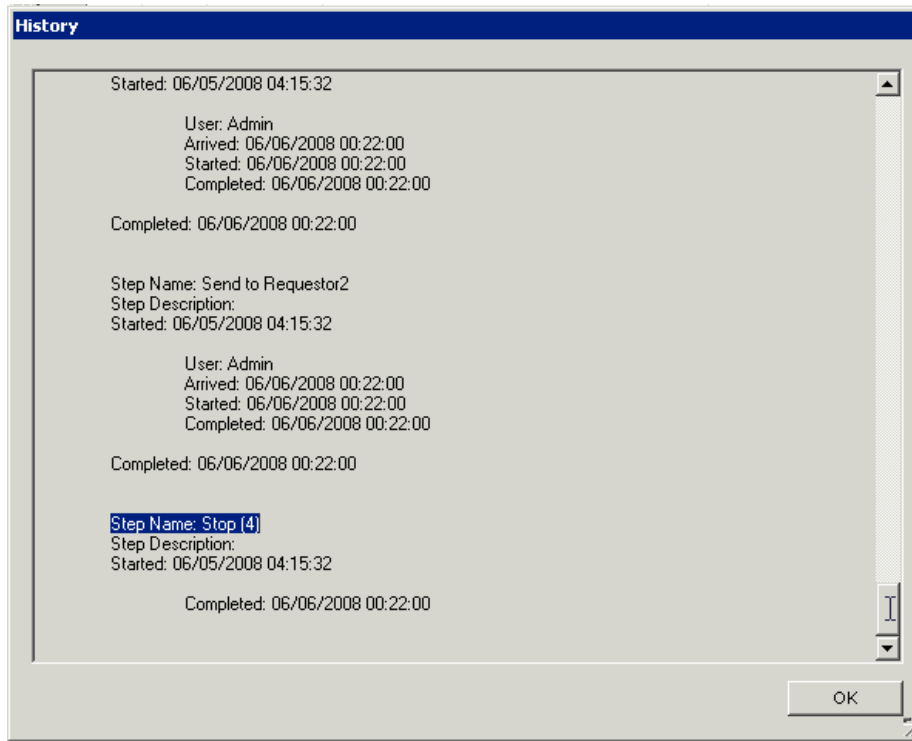 History
Started: 06/05/2008 04:15:32
User: Admin
Arrived: 06/06/2008 00:22:00
Started: 06/06/2008 00:22:00
Completed: 06/06/2008 00:22:00
Completed: 06/06/2008 00:22:00
Step Name: Send to Requestor2
Step Description:
Started: 06/05/2008 04:15:32
User: Admin
Arrived: 06/06/2008 00:22:00
Started: 06/06/2008 00:22:00
Completed: 06/06/2008 00:22:00
Completed: 06/06/2008 00:22:00
Step Name: Stop (4)
Step Description:
Started: 06/05/2008 04:15:32
Completed: 06/06/2008 00:22:00
OK